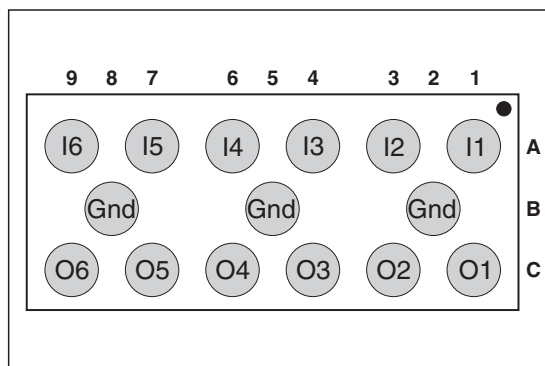 9 8 7 6 5 4 3 2 1
I6 I5 I4 I3 I2 I1 A
Gnd Gnd Gnd B
O6 O5 O4 O3 O2 O1 C